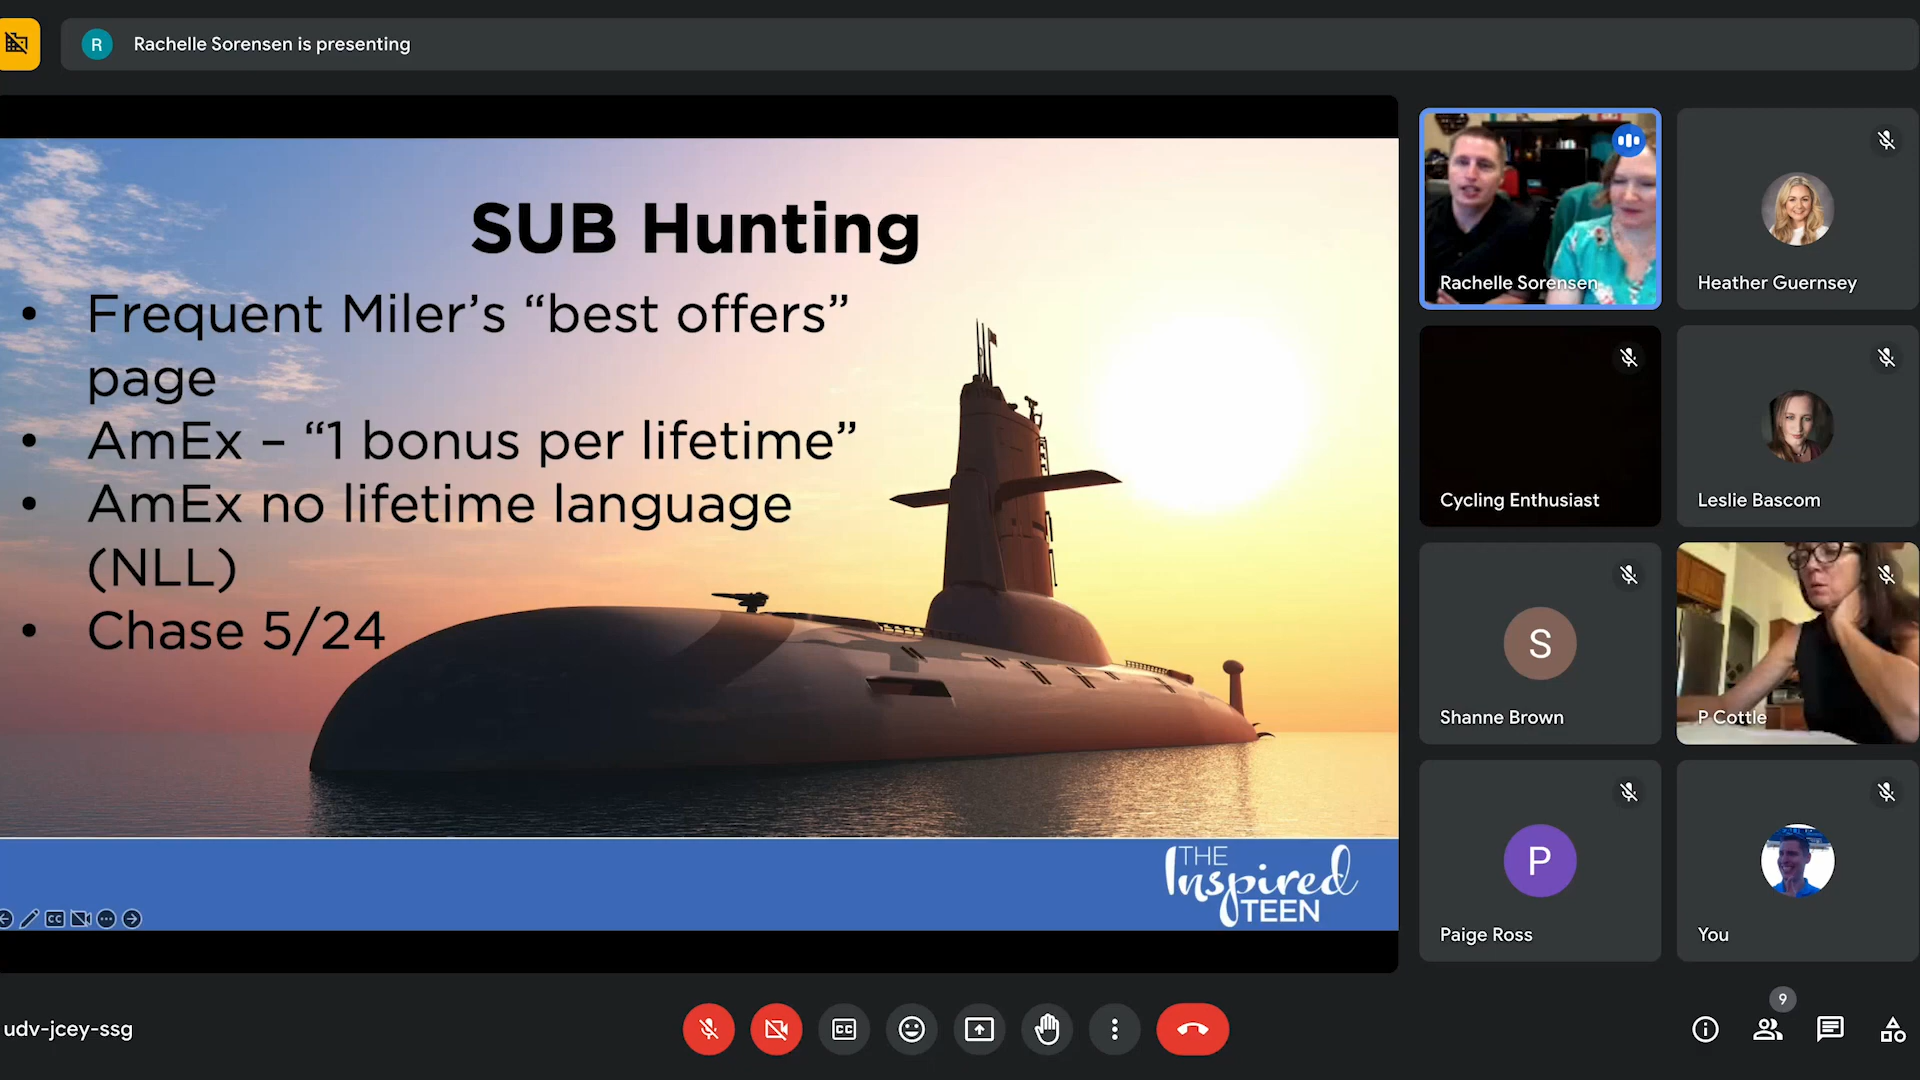 R
Rachelle Sorensen is presenting
SUB Hunting
• Frequent Miler’s “best offers”
page
• AmEx – “1 bonus per lifetime”
• AmEx no lifetime language
(NLL)
• Chase 5/24
THE
Inspired
TEEN
CC
Rachelle Sorensen
Heather Guernsey
Cycling Enthusiast
Leslie Bascom
S
Shanne Brown
P Cottle
P
Paige Ross
You
udv-jcey-ssg
CC
9